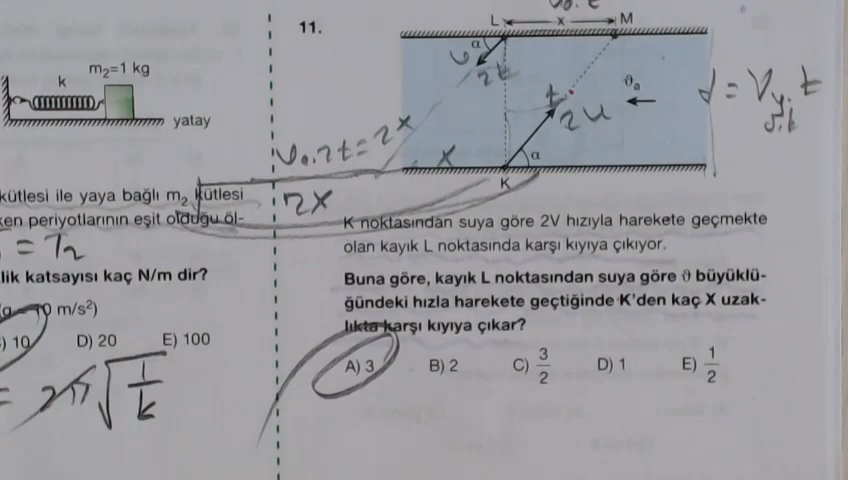 k
m₂=1 kg
yatay
kütlesi ile yaya bağlı m₂ kütlesi
ken periyotlarının eşit olduğu öl-
= T₂
lik katsayısı kaç N/m dir?
m/s²)
) 10 D) 20 E) 100
= 2π√(1/k)
11.
L x M
α
2t
t
2u
ϑₐ
d = Vy . t
V₀.2t = 2x
x
α
K
2x
K noktasından suya göre 2V hızıyla harekete geçmekte
olan kayık L noktasında karşı kıyıya çıkıyor.
Buna göre, kayık L noktasından suya göre ϑ büyüklü-
ğündeki hızla harekete geçtiğinde K'den kaç X uzak-
lıkta karşı kıyıya çıkar?
A) 3 B) 2 C) 3/2 D) 1 E) 1/2